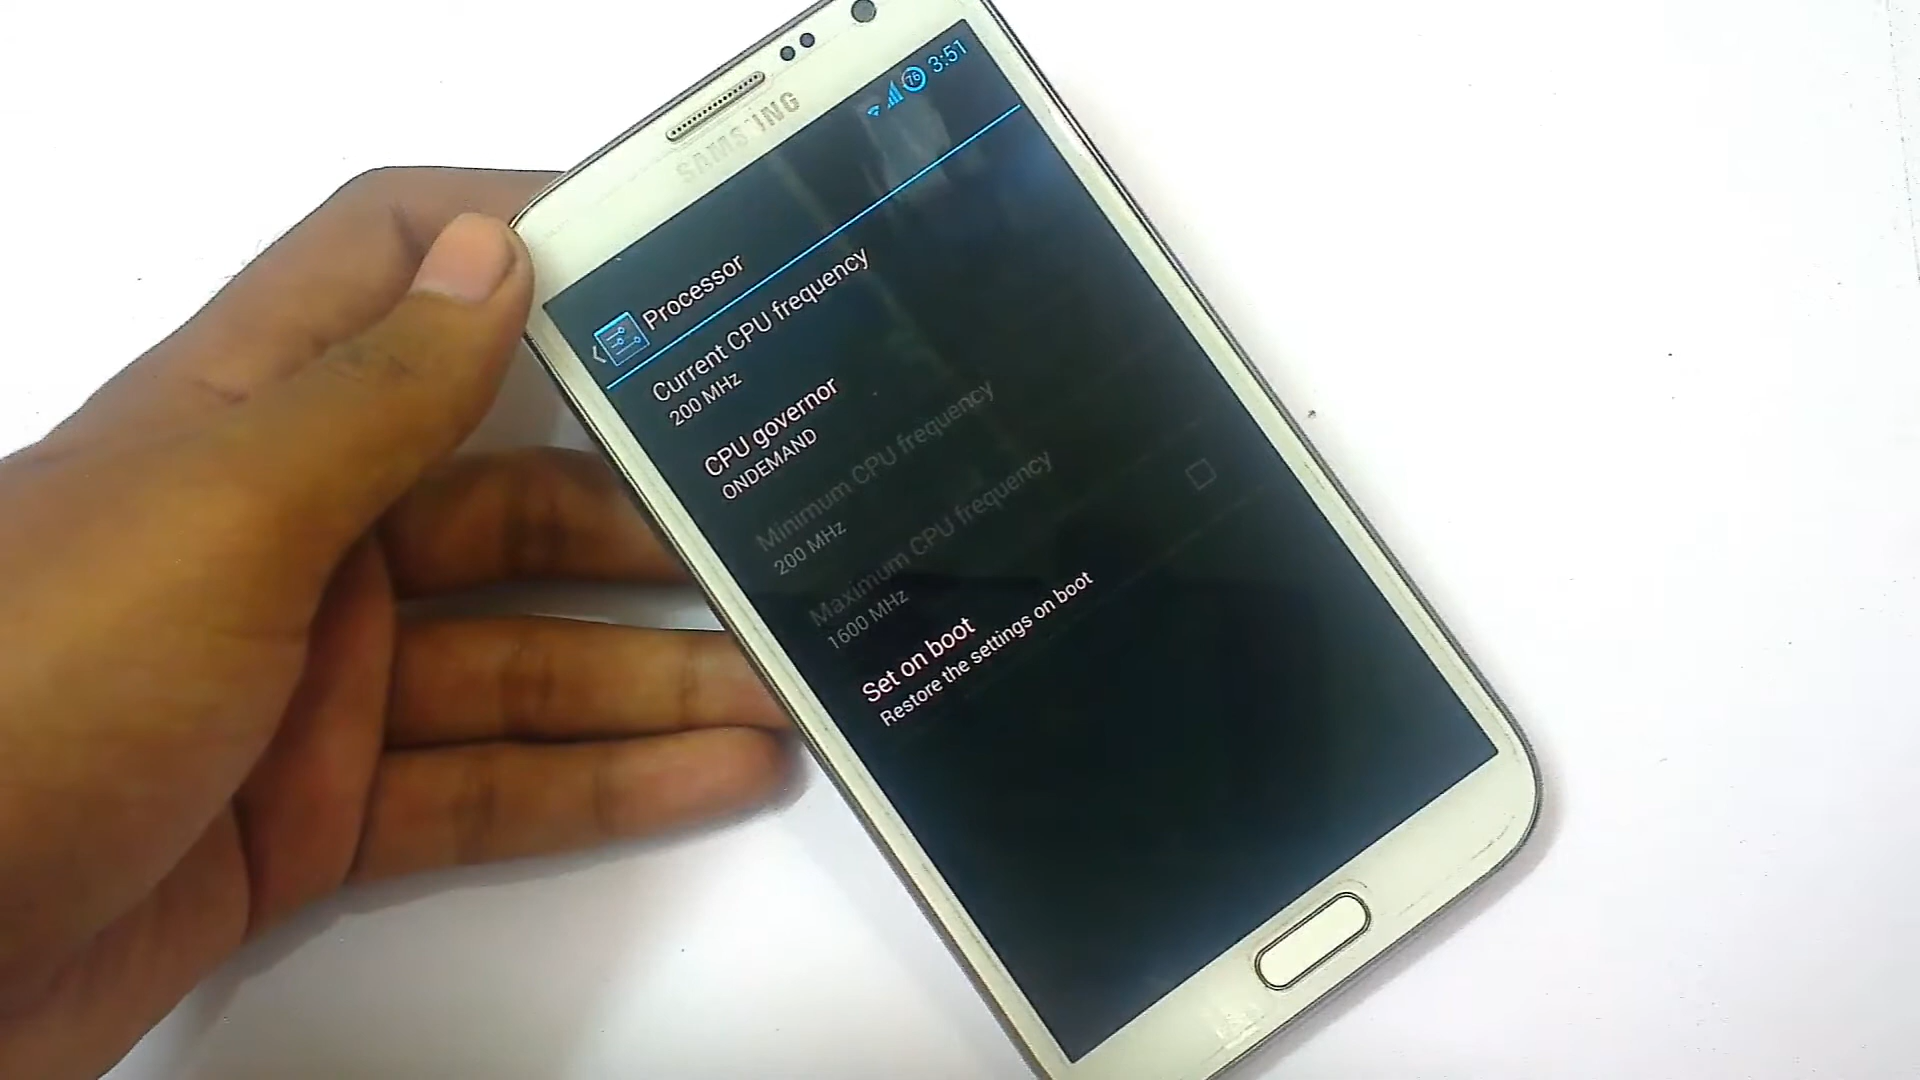 SAMSUNG
76 3:51
Processor
Current CPU frequency
200 MHz
CPU governor
ONDEMAND
Minimum CPU frequency
200 MHz
Maximum CPU frequency
1600 MHz
Set on boot
Restore the settings on boot